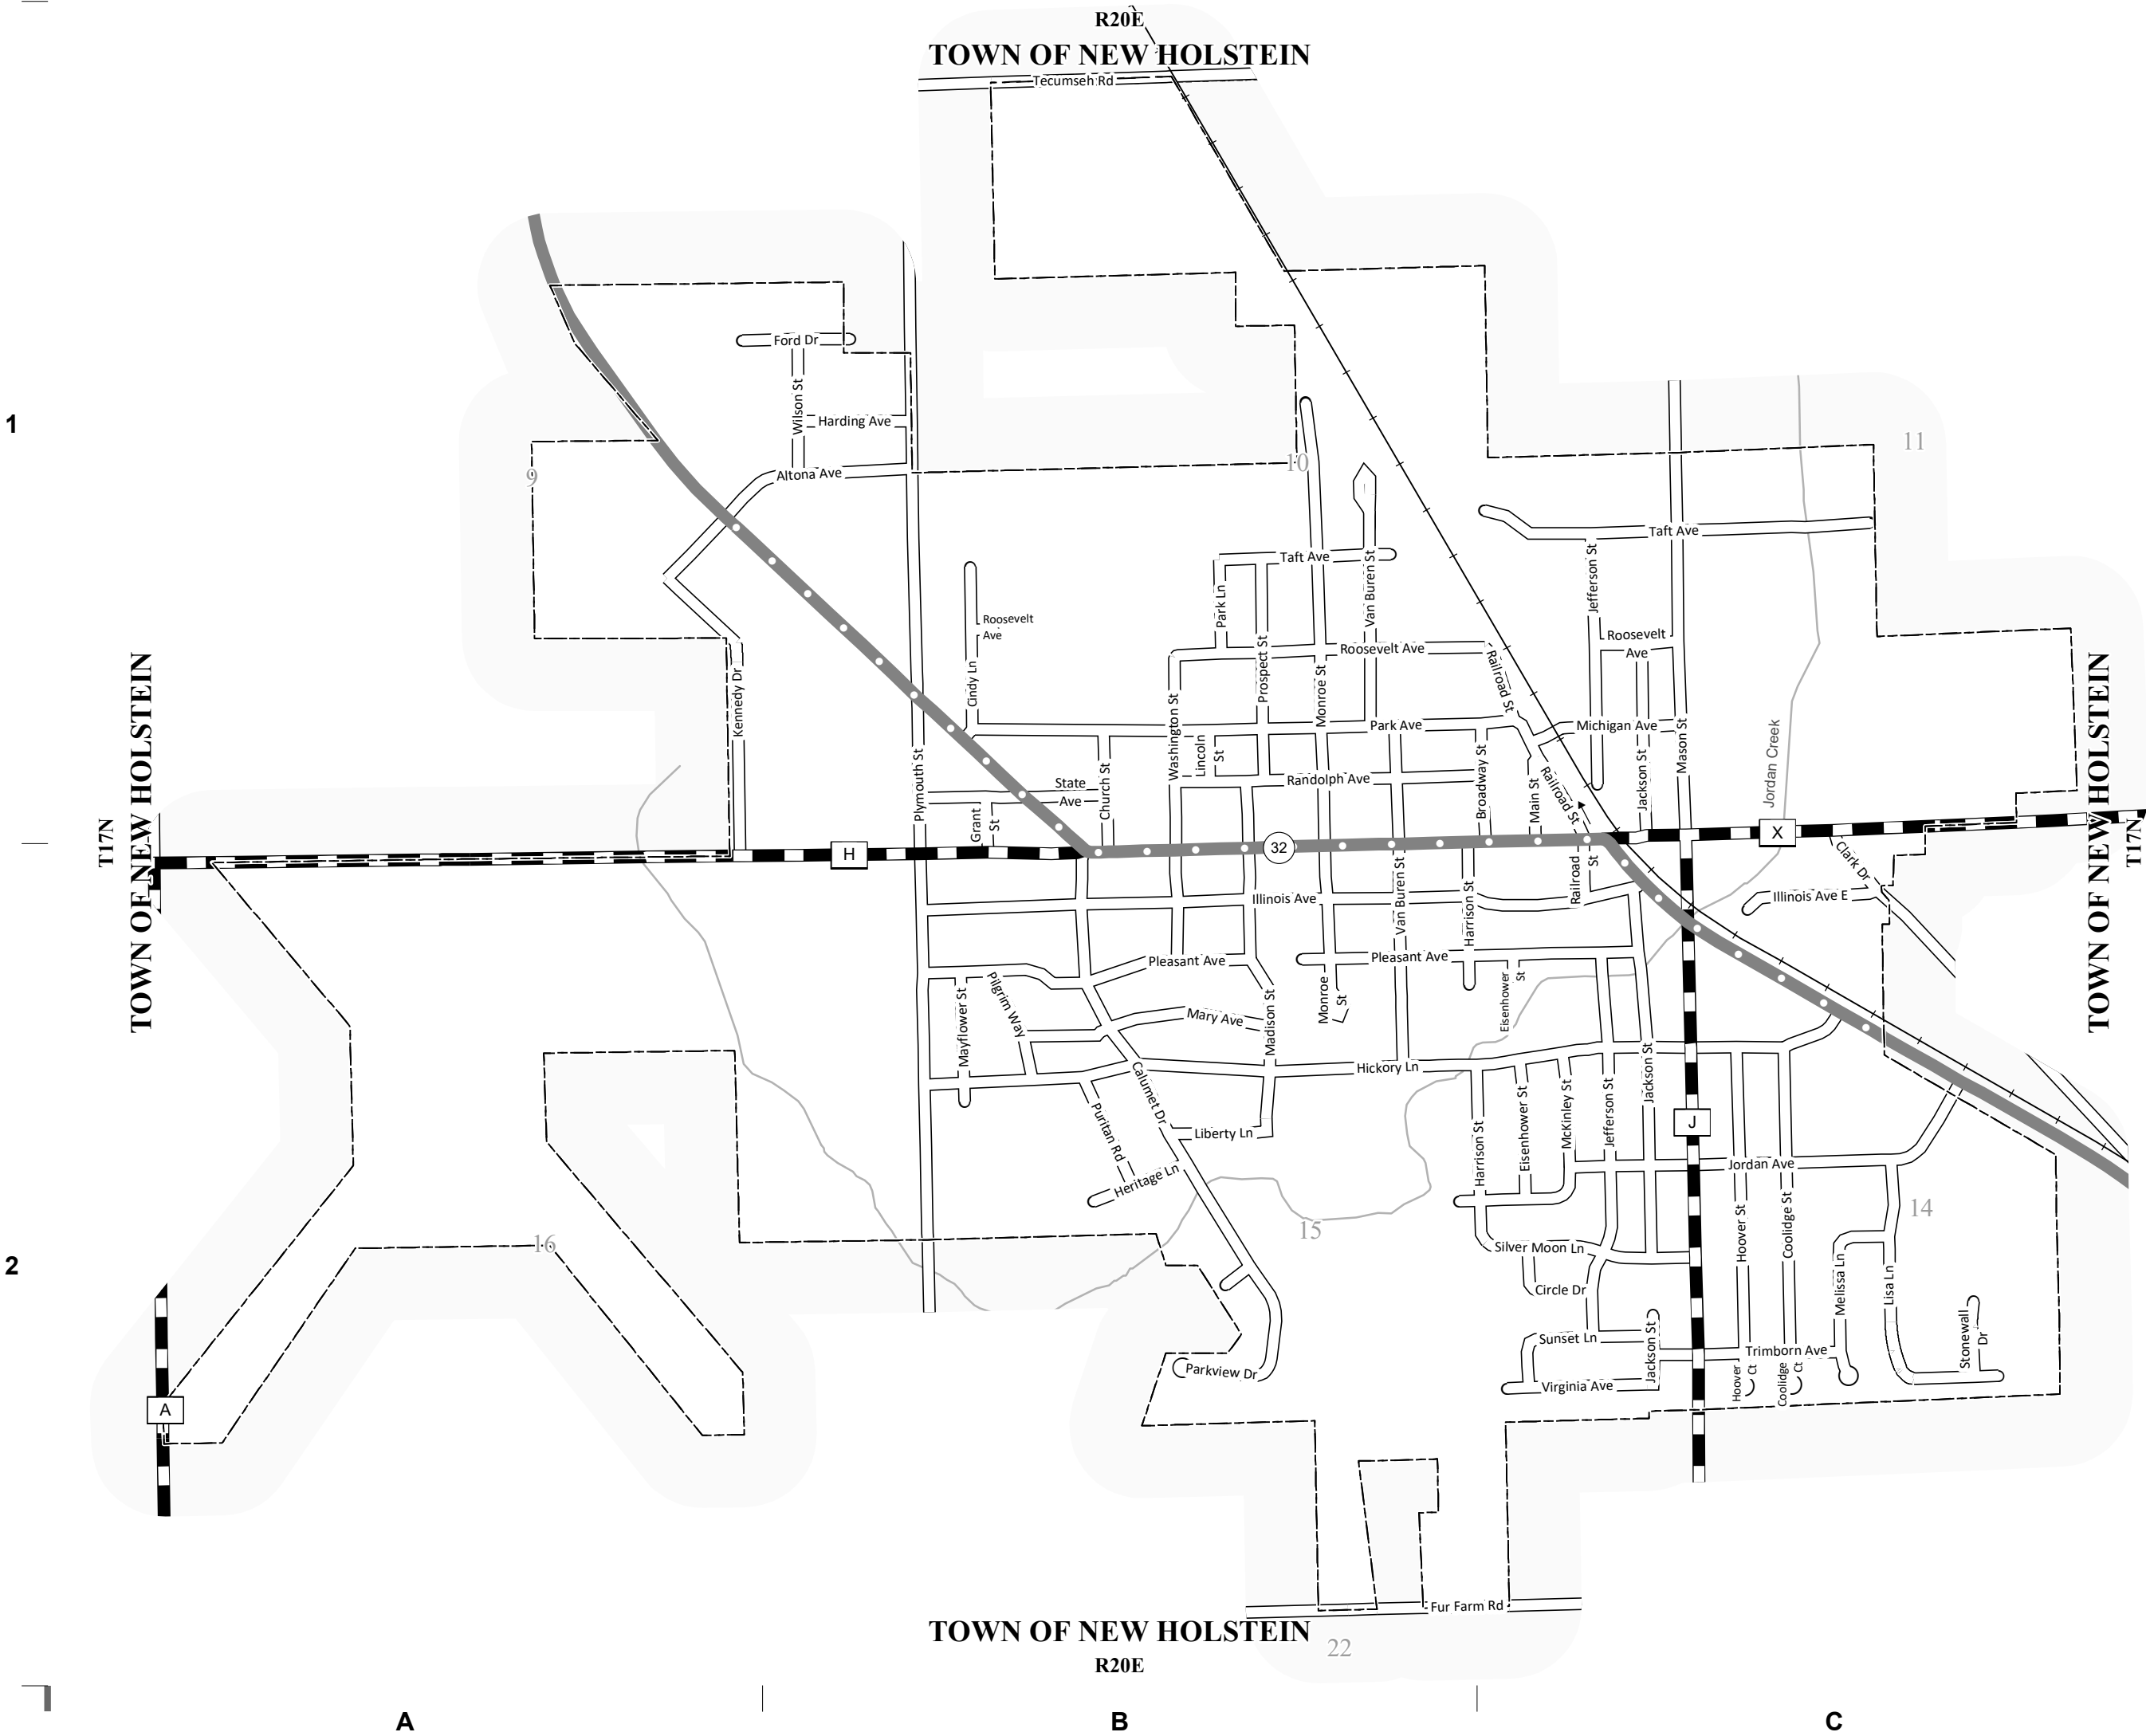 R20E
TOWN OF NEW HOLSTEIN
Tecumseh Rd
Ford Dr
Wilson St
Harding Ave
Altona Ave
1
9
10
11
Taft Ave
Taft Ave
Jefferson St
Park Ln
Van Buren St
Roosevelt
Ave
Roosevelt
Ave
Roosevelt Ave
Prospect St
Monroe St
Railroad St
Cindy Ln
Kennedy Dr
Washington St
Lincoln
St
Park Ave
Michigan Ave
Mason St
Jordan Creek
Plymouth St
State
Ave
Church St
Randolph Ave
Broadway St
Main St
Railroad St
Jackson St
Grant
St
TOWN OF NEW HOLSTEIN
T17N
TOWN OF NEW HOLSTEIN
T17N
H
32
X
Clark Dr
Illinois Ave E
Railroad
St
Illinois Ave
Van Buren St
Harrison St
Pleasant Ave
Pleasant Ave
Mayflower St
Pilgrim Way
Mary Ave
Madison St
Monroe
St
Eisenhower
St
Hickory Ln
Calumet Dr
Puritan Rd
Liberty Ln
Heritage Ln
Harrison St
Eisenhower St
McKinley St
Jefferson St
Jackson St
J
Jordan Ave
14
15
16
2
Silver Moon Ln
Circle Dr
Hoover St
Coolidge St
Melissa Ln
Lisa Ln
Stonewall
Dr
Sunset Ln
Jackson St
Trimborn Ave
Parkview Dr
Virginia Ave
Hoover
Ct
Coolidge
Ct
A
Fur Farm Rd
TOWN OF NEW HOLSTEIN
22
R20E
A
B
C